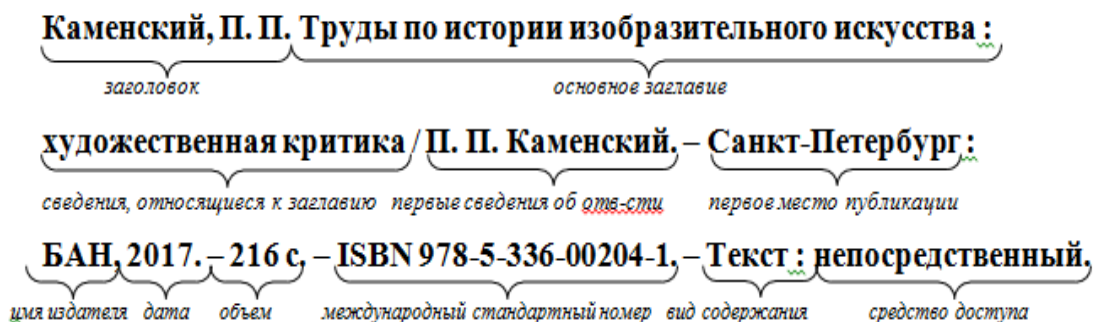 Каменский, П. П. Труды по истории изобразительного искусства :
заголовок основное заглавие
художественная критика / П. П. Каменский. – Санкт-Петербург :
сведения, относящиеся к заглавию первые сведения об отв-сти первое место публикации
БАН, 2017. – 216 с. – ISBN 978-5-336-00204-1. – Текст : непосредственный.
имя издателя дата объем международный стандартный номер вид содержания средство доступа